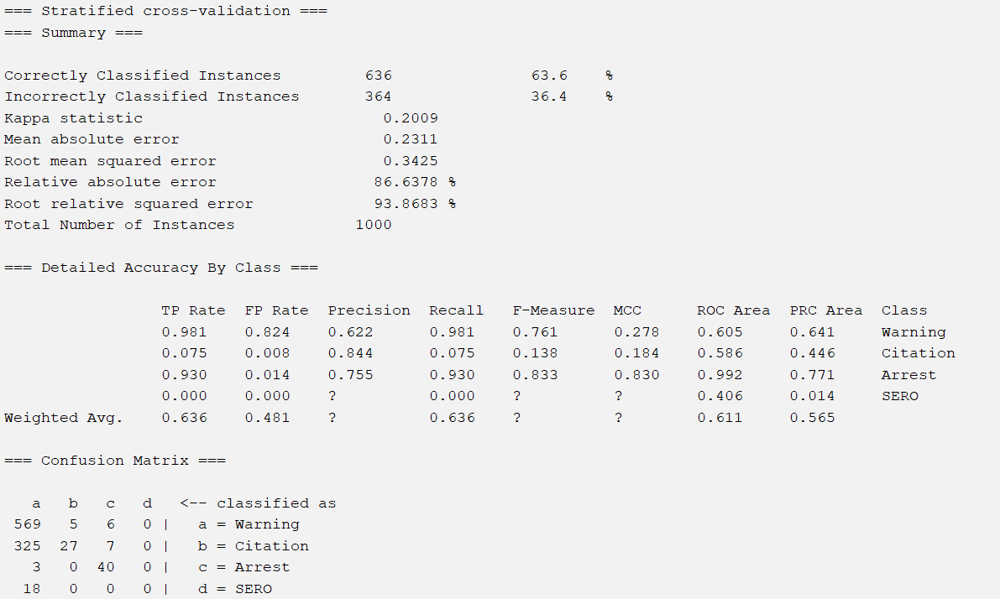 === Stratified cross-validation ===
=== Summary ===
Correctly Classified Instances         636               63.6    %
Incorrectly Classified Instances       364               36.4    %
Kappa statistic                          0.2009
Mean absolute error                      0.2311
Root mean squared error                  0.3425
Relative absolute error                 86.6378 %
Root relative squared error             93.8683 %
Total Number of Instances             1000
=== Detailed Accuracy By Class ===
                 TP Rate  FP Rate  Precision  Recall   F-Measure  MCC      ROC Area  PRC Area  Class
                 0.981    0.824    0.622      0.981    0.761      0.278    0.605     0.641     Warning
                 0.075    0.008    0.844      0.075    0.138      0.184    0.586     0.446     Citation
                 0.930    0.014    0.755      0.930    0.833      0.830    0.992     0.771     Arrest
                 0.000    0.000    ?          0.000    ?          ?        0.406     0.014     SERO
Weighted Avg.    0.636    0.481    ?          0.636    ?          ?        0.611     0.565
=== Confusion Matrix ===
   a   b   c   d   <-- classified as
 569   5   6   0 |   a = Warning
 325  27   7   0 |   b = Citation
   3   0  40   0 |   c = Arrest
  18   0   0   0 |   d = SERO